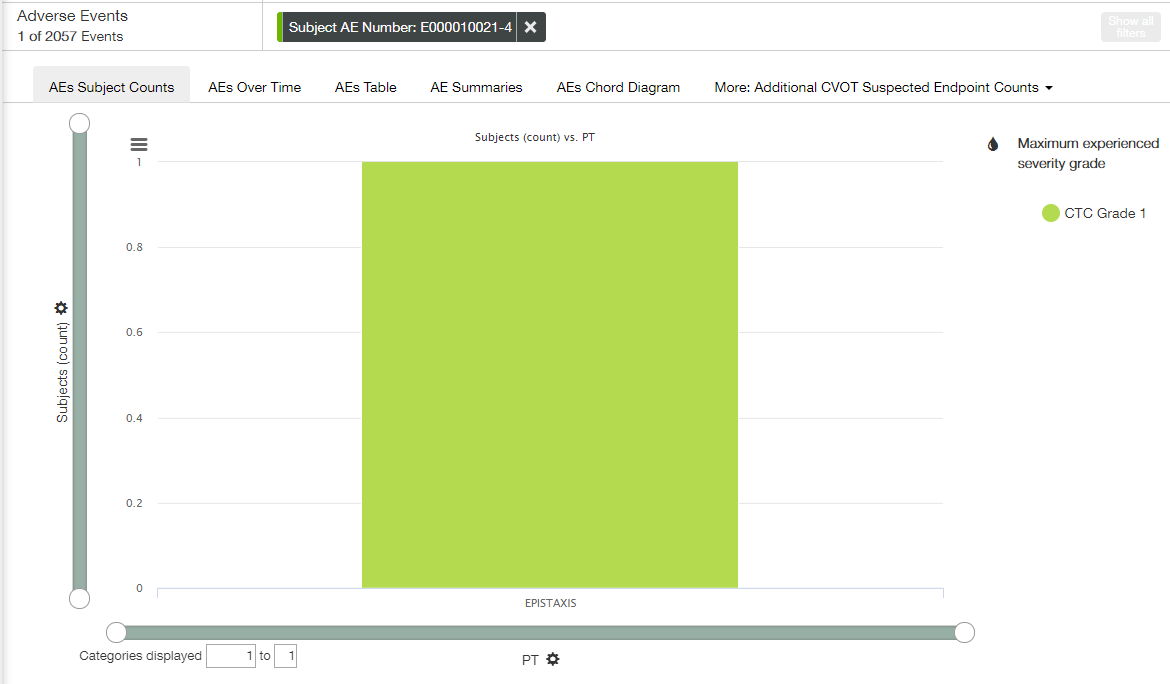 Adverse Events
1 of 2057 Events
Subject AE Number: E000010021-4
Show all
filters
AEs Subject Counts
AEs Over Time
AEs Table
AE Summaries
AEs Chord Diagram
More: Additional CVOT Suspected Endpoint Counts
Subjects (count) vs. PT
Maximum experienced
severity grade
CTC Grade 1
1
0.8
0.6
0.4
0.2
0
Subjects (count)
EPISTAXIS
Categories displayed 1 to 1
PT